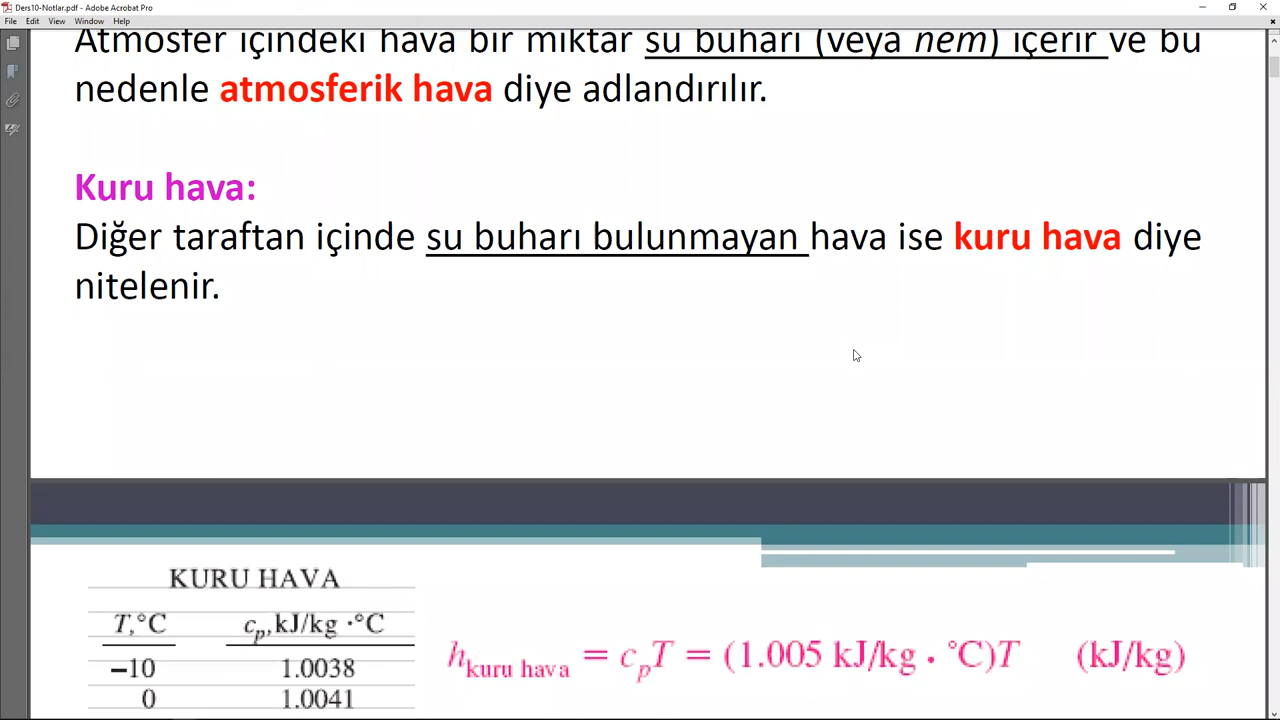 Ders10-Notlar.pdf - Adobe Acrobat Pro
File Edit View Window Help
Atmosfer içindeki hava bir miktar su buharı (veya nem) içerir ve bu
nedenle atmosferik hava diye adlandırılır.
Kuru hava:
Diğer taraftan içinde su buharı bulunmayan hava ise kuru hava diye
nitelenir.
KURU HAVA
T,°C cp,kJ/kg ·°C
−10 1.0038
0 1.0041
hkuru hava = cpT = (1.005 kJ/kg · °C)T (kJ/kg)